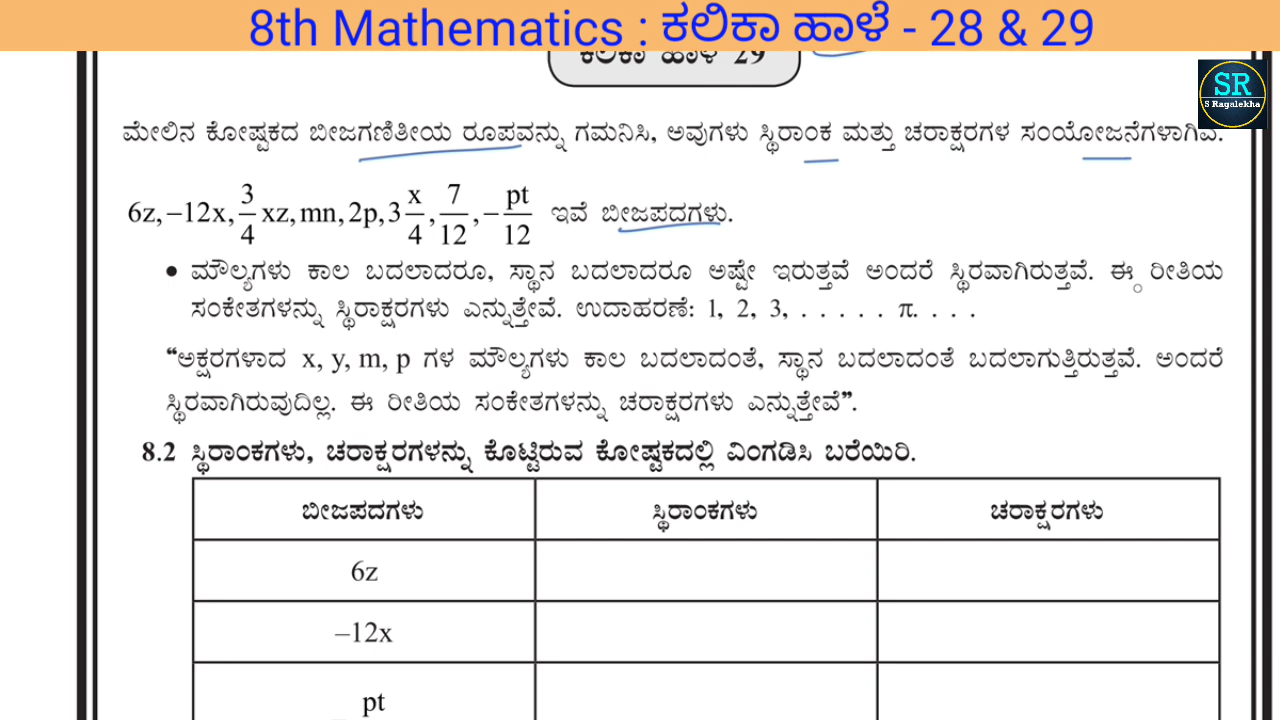 8th Mathematics : ಕಲಿಕಾ ಹಾಳೆ - 28 & 29
ಕಲಿಕಾ ಹಾಳೆ 29
SR
S Ragalekha
ಮೇಲಿನ ಕೋಷ್ಟಕದ ಬೀಜಗಣಿತೀಯ ರೂಪವನ್ನು ಗಮನಿಸಿ, ಅವುಗಳು ಸ್ಥಿರಾಂಕ ಮತ್ತು ಚರಾಕ್ಷರಗಳ ಸಂಯೋಜನೆಗಳಾಗಿವೆ.
6z, –12x, 3/4 xz, mn, 2p, 3 x/4, 7/12, – pt/12 ಇವೆ ಬೀಜಪದಗಳು.
• ಮೌಲ್ಯಗಳು ಕಾಲ ಬದಲಾದರೂ, ಸ್ಥಾನ ಬದಲಾದರೂ ಅಷ್ಟೇ ಇರುತ್ತವೆ ಅಂದರೆ ಸ್ಥಿರವಾಗಿರುತ್ತವೆ. ಈ ರೀತಿಯ
ಸಂಕೇತಗಳನ್ನು ಸ್ಥಿರಾಕ್ಷರಗಳು ಎನ್ನುತ್ತೇವೆ. ಉದಾಹರಣೆ: 1, 2, 3, . . . . . π. . . .
“ಅಕ್ಷರಗಳಾದ x, y, m, p ಗಳ ಮೌಲ್ಯಗಳು ಕಾಲ ಬದಲಾದಂತೆ, ಸ್ಥಾನ ಬದಲಾದಂತೆ ಬದಲಾಗುತ್ತಿರುತ್ತವೆ. ಅಂದರೆ
ಸ್ಥಿರವಾಗಿರುವುದಿಲ್ಲ. ಈ ರೀತಿಯ ಸಂಕೇತಗಳನ್ನು ಚರಾಕ್ಷರಗಳು ಎನ್ನುತ್ತೇವೆ”.
8.2 ಸ್ಥಿರಾಂಕಗಳು, ಚರಾಕ್ಷರಗಳನ್ನು ಕೊಟ್ಟಿರುವ ಕೋಷ್ಟಕದಲ್ಲಿ ವಿಂಗಡಿಸಿ ಬರೆಯಿರಿ.
ಬೀಜಪದಗಳು ಸ್ಥಿರಾಂಕಗಳು ಚರಾಕ್ಷರಗಳು
6z
–12x
pt